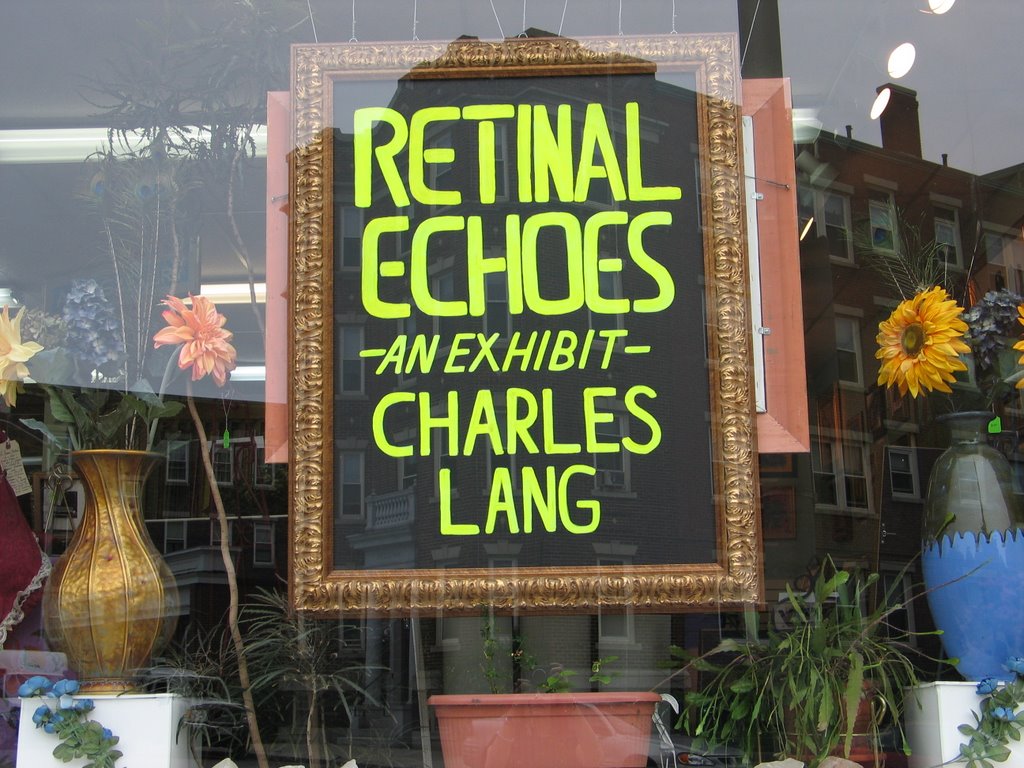 RETINAL
ECHOES
-AN EXHIBIT-
CHARLES
LANG